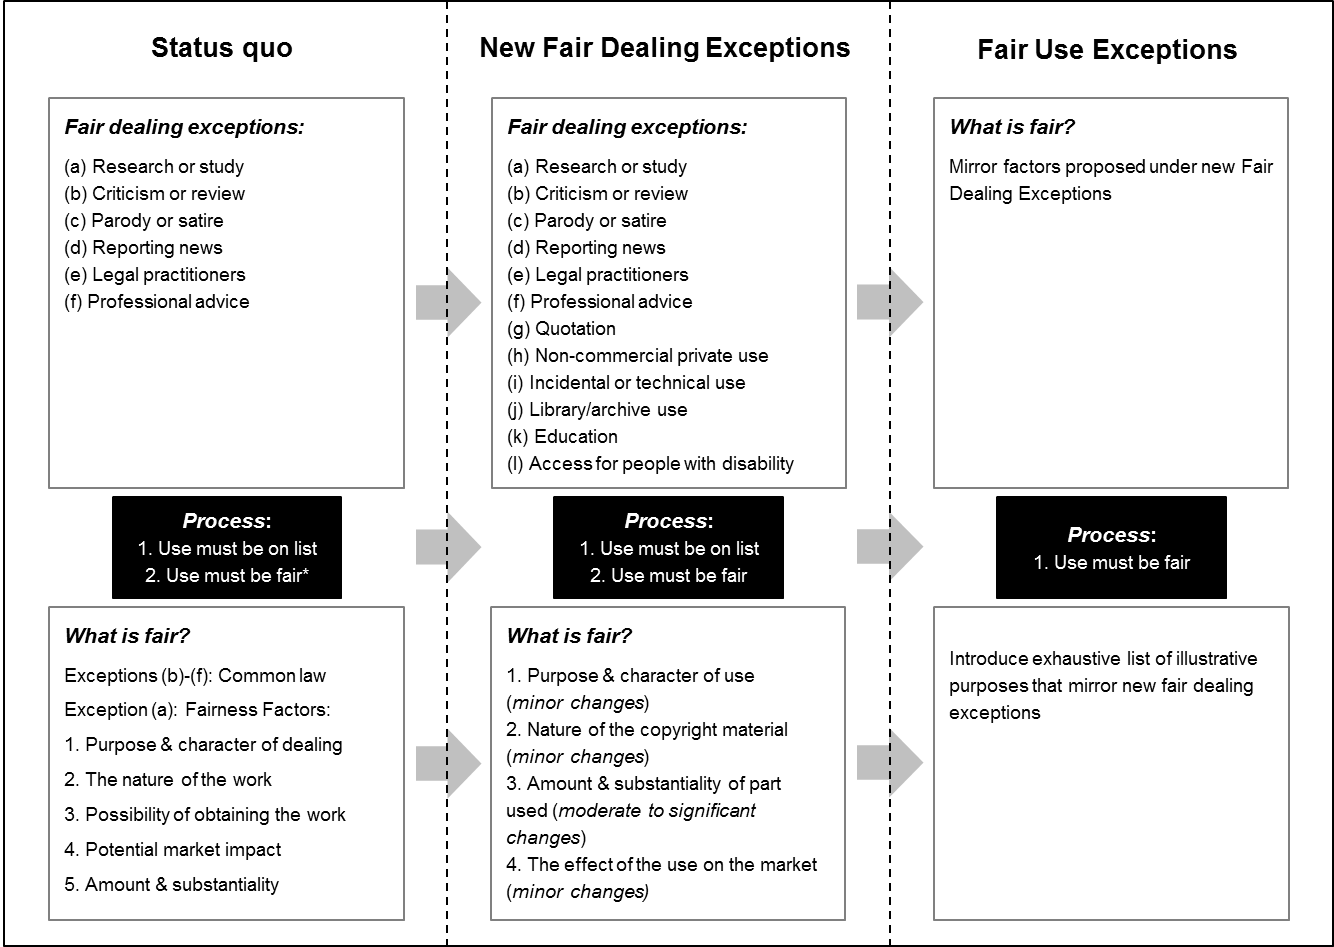 Status quo
Fair dealing exceptions:
(a) Research or study
(b) Criticism or review
(c) Parody or satire
(d) Reporting news
(e) Legal practitioners
(f) Professional advice
Process:
1. Use must be on list
2. Use must be fair*
What is fair?
Exceptions (b)-(f): Common law
Exception (a): Fairness Factors:
1. Purpose & character of dealing
2. The nature of the work
3. Possibility of obtaining the work
4. Potential market impact
5. Amount & substantiality
New Fair Dealing Exceptions
Fair dealing exceptions:
(a) Research or study
(b) Criticism or review
(c) Parody or satire
(d) Reporting news
(e) Legal practitioners
(f) Professional advice
(g) Quotation
(h) Non-commercial private use
(i) Incidental or technical use
(j) Library/archive use
(k) Education
(l) Access for people with disability
Process:
1. Use must be on list
2. Use must be fair
What is fair?
1. Purpose & character of use
(minor changes)
2. Nature of the copyright material
(minor changes)
3. Amount & substantiality of part
used (moderate to significant
changes)
4. The effect of the use on the market
(minor changes)
Fair Use Exceptions
What is fair?
Mirror factors proposed under new Fair
Dealing Exceptions
Process:
1. Use must be fair
Introduce exhaustive list of illustrative
purposes that mirror new fair dealing
exceptions